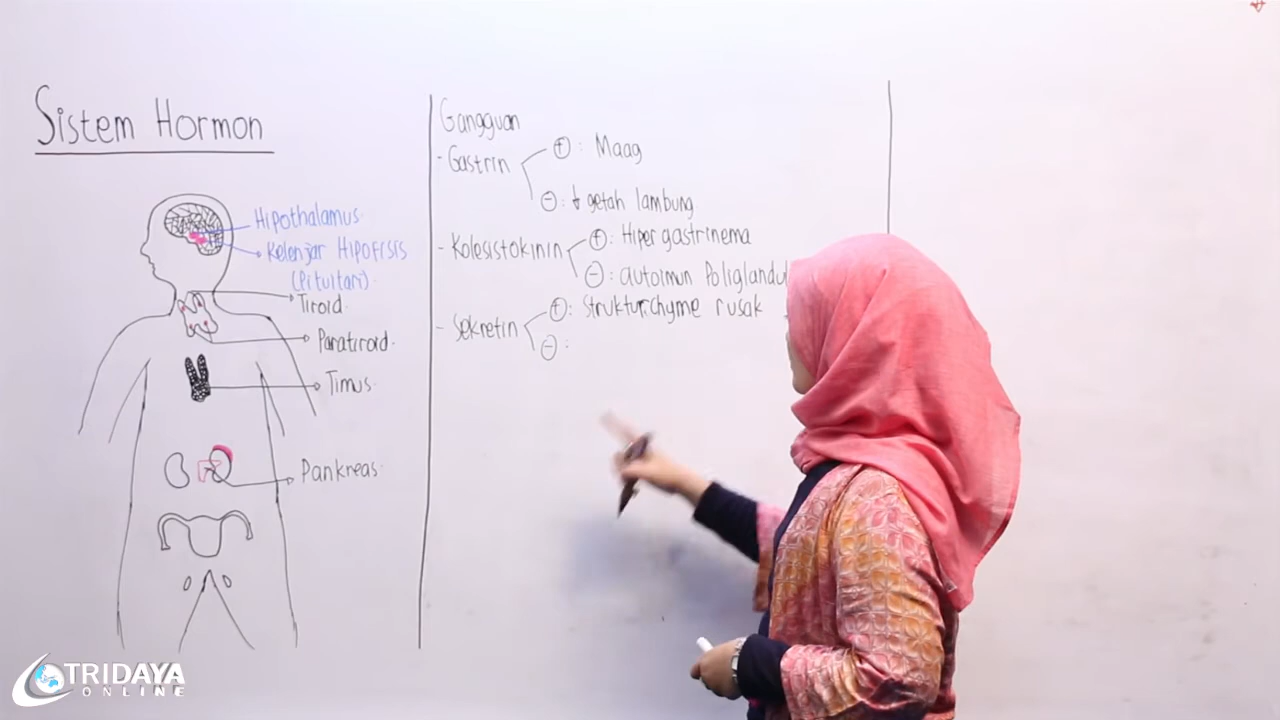 Sistem Hormon
Hipothalamus
Kelenjar Hipofisis
(Pituitari)
Tiroid
Paratiroid
Timus
Pankreas
Gangguan
- Gastrin
+ : Maag
- : ↓ getah lambung
- Kolesistokinin
+ : Hiper gastrinema
- : autoimun Poliglandul
- Sekretin
+ : Struktur chyme rusak
- :
TRIDAYA
ONLINE